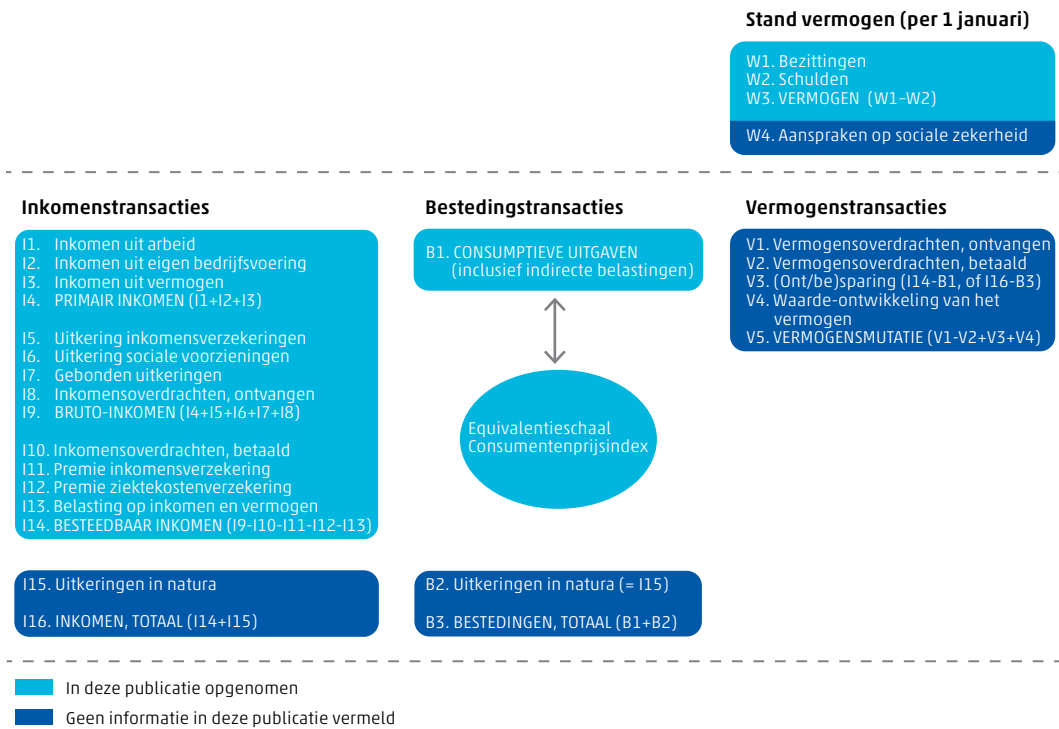 Stand vermogen (per 1 januari)
W1. Bezittingen
W2. Schulden
W3. VERMOGEN (W1–W2)
W4. Aanspraken op sociale zekerheid
Inkomenstransacties
I1. Inkomen uit arbeid
I2. Inkomen uit eigen bedrijfsvoering
I3. Inkomen uit vermogen
I4. PRIMAIR INKOMEN (I1+I2+I3)
I5. Uitkering inkomensverzekeringen
I6. Uitkering sociale voorzieningen
I7. Gebonden uitkeringen
I8. Inkomensoverdrachten, ontvangen
I9. BRUTO-INKOMEN (I4+I5+I6+I7+I8)
I10. Inkomensoverdrachten, betaald
I11. Premie inkomensverzekering
I12. Premie ziektekostenverzekering
I13. Belasting op inkomen en vermogen
I14. BESTEEDBAAR INKOMEN (I9-I10-I11-I12-I13)
I15. Uitkeringen in natura
I16. INKOMEN, TOTAAL (I14+I15)
Bestedingstransacties
B1. CONSUMPTIEVE UITGAVEN
(inclusief indirecte belastingen)
Equivalentieschaal
Consumentenprijsindex
B2. Uitkeringen in natura (= I15)
B3. BESTEDINGEN, TOTAAL (B1+B2)
Vermogenstransacties
V1. Vermogensoverdrachten, ontvangen
V2. Vermogensoverdrachten, betaald
V3. (Ont/be)sparing (I14-B1, of I16-B3)
V4. Waarde-ontwikkeling van het
vermogen
V5. VERMOGENSMUTATIE (V1-V2+V3+V4)
In deze publicatie opgenomen
Geen informatie in deze publicatie vermeld